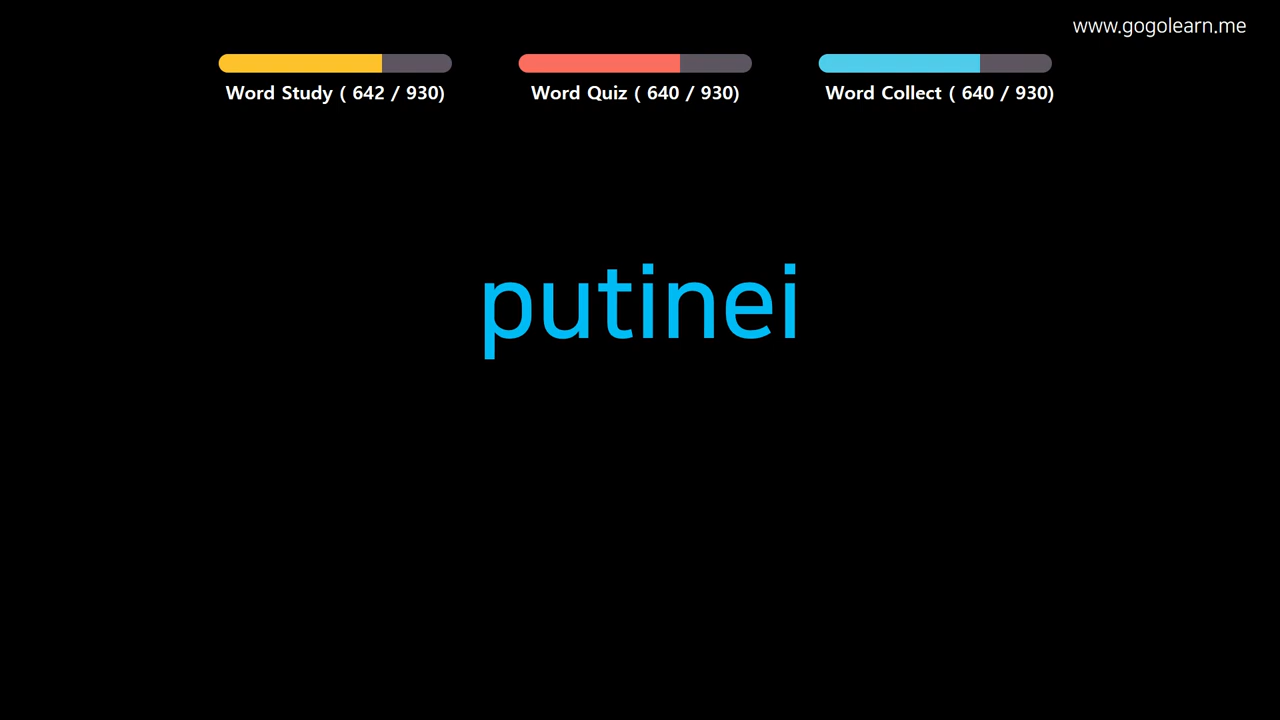 www.gogolearn.me
Word Study ( 642 / 930)
Word Quiz ( 640 / 930)
Word Collect ( 640 / 930)
putinei